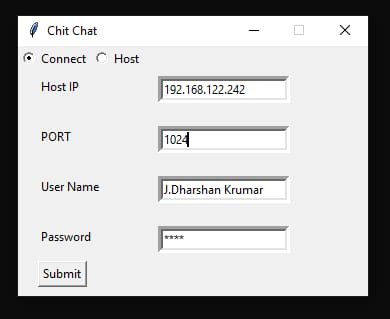 Chit Chat
Connect Host
Host IP 192.168.122.242
PORT 1024
User Name J.Dharshan Krumar
Password ****
Submit